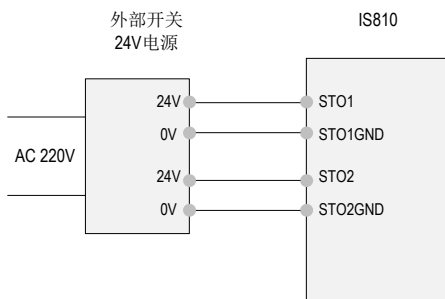 外部开关
24V电源
IS810
AC 220V
24V
0V
24V
0V
STO1
STO1GND
STO2
STO2GND